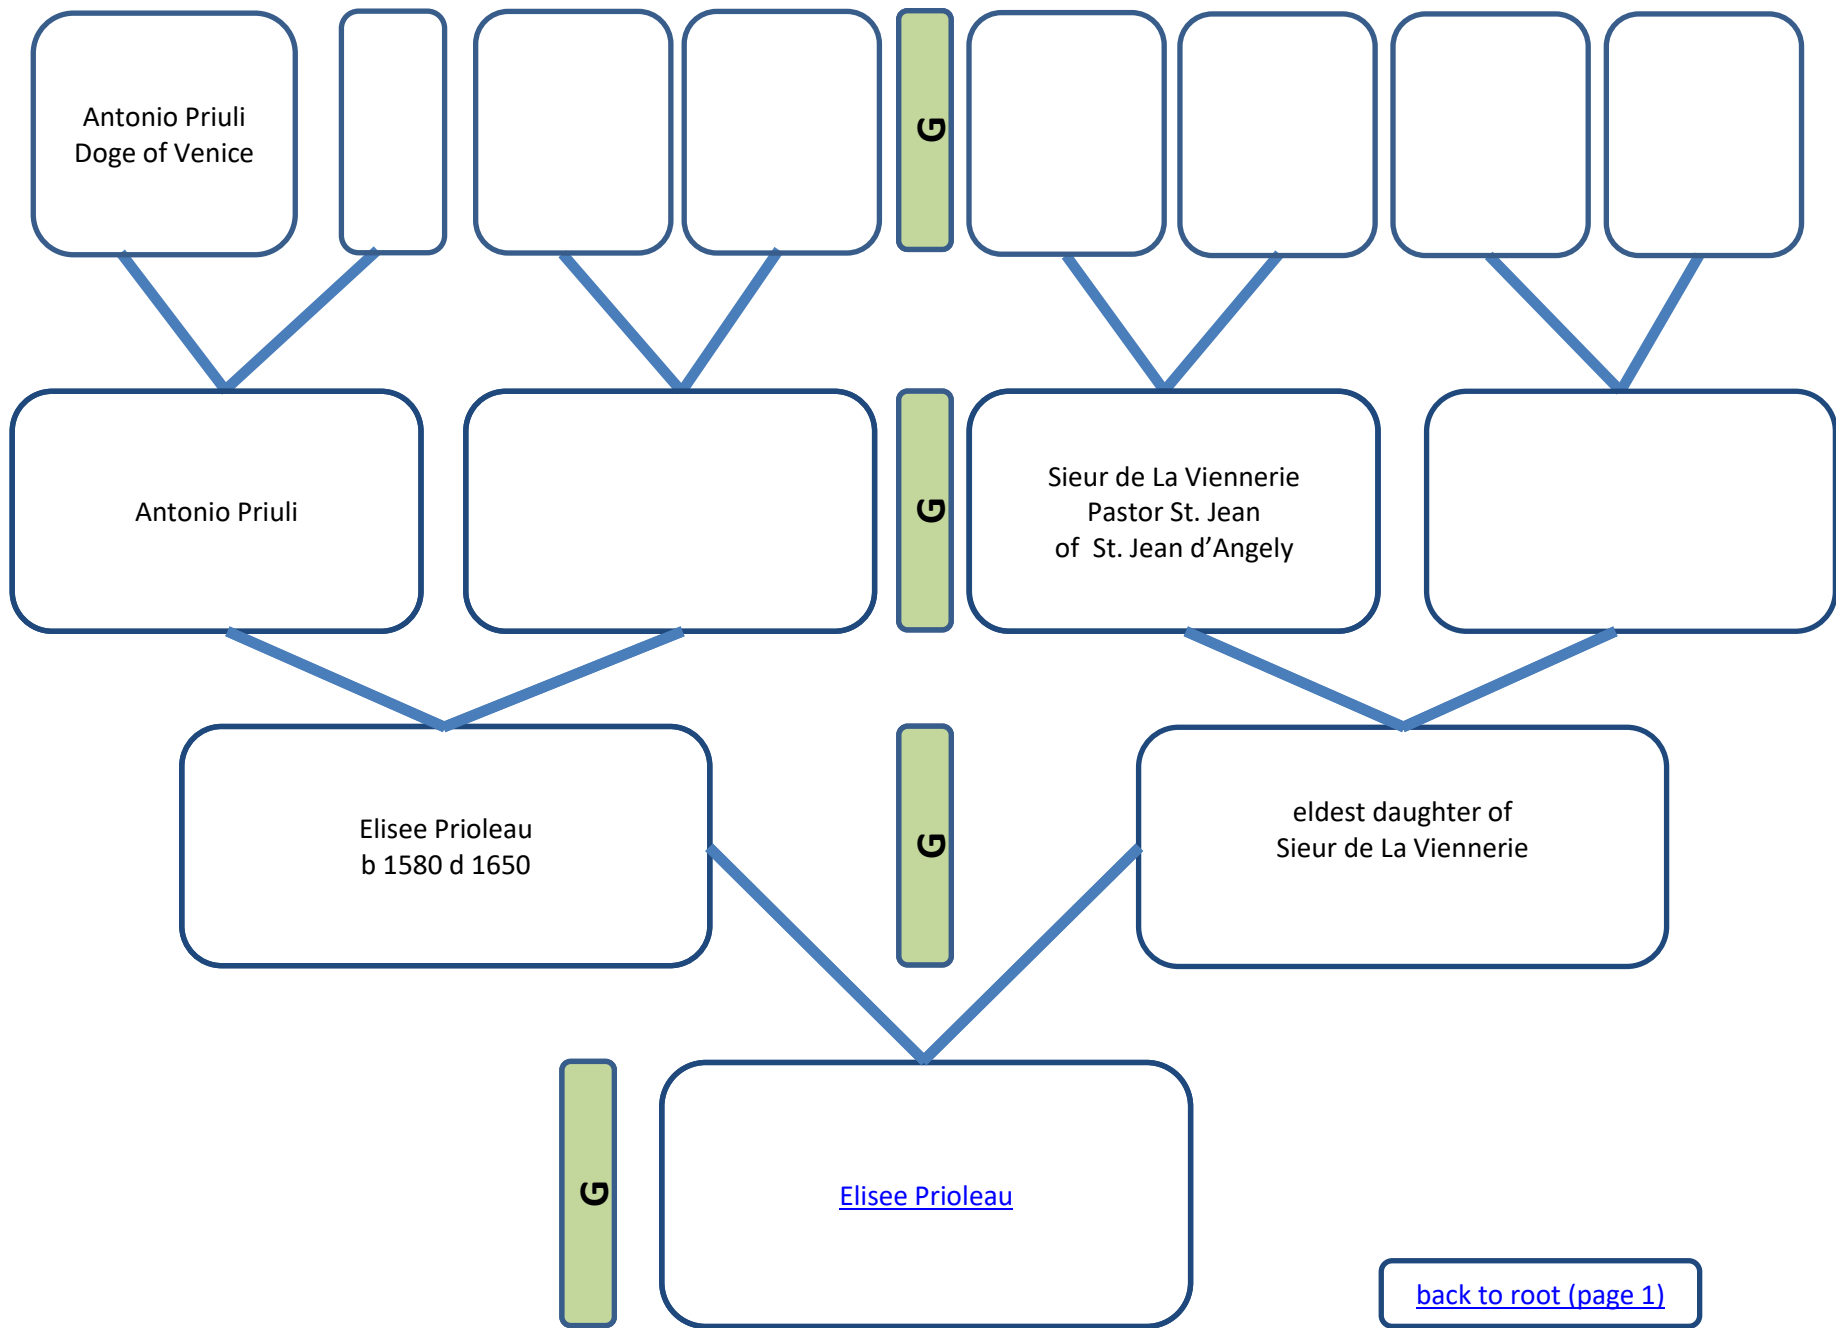 Antonio Priuli
Doge of Venice
G
Antonio Priuli
G
Sieur de La Viennerie
Pastor St. Jean
of  St. Jean d’Angely
Elisee Prioleau
b 1580 d 1650
G
eldest daughter of
Sieur de La Viennerie
G
Elisee Prioleau
back to root (page 1)